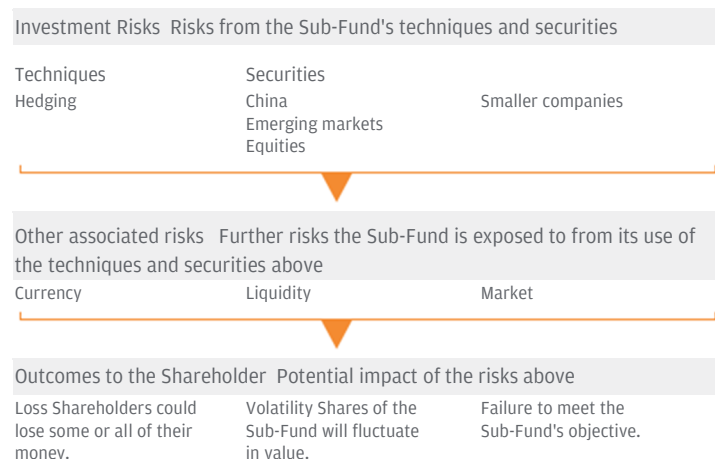 Investment Risks Risks from the Sub-Fund's techniques and securities
Techniques
Securities
Hedging
China
Smaller companies
Emerging markets
Equities
Other associated risks Further risks the Sub-Fund is exposed to from its use of
the techniques and securities above
Currency
Liquidity
Market
Outcomes to the Shareholder Potential impact of the risks above
Loss Shareholders could
lose some or all of their
money.
Volatility Shares of the
Sub-Fund will fluctuate
in value.
Failure to meet the
Sub-Fund's objective.